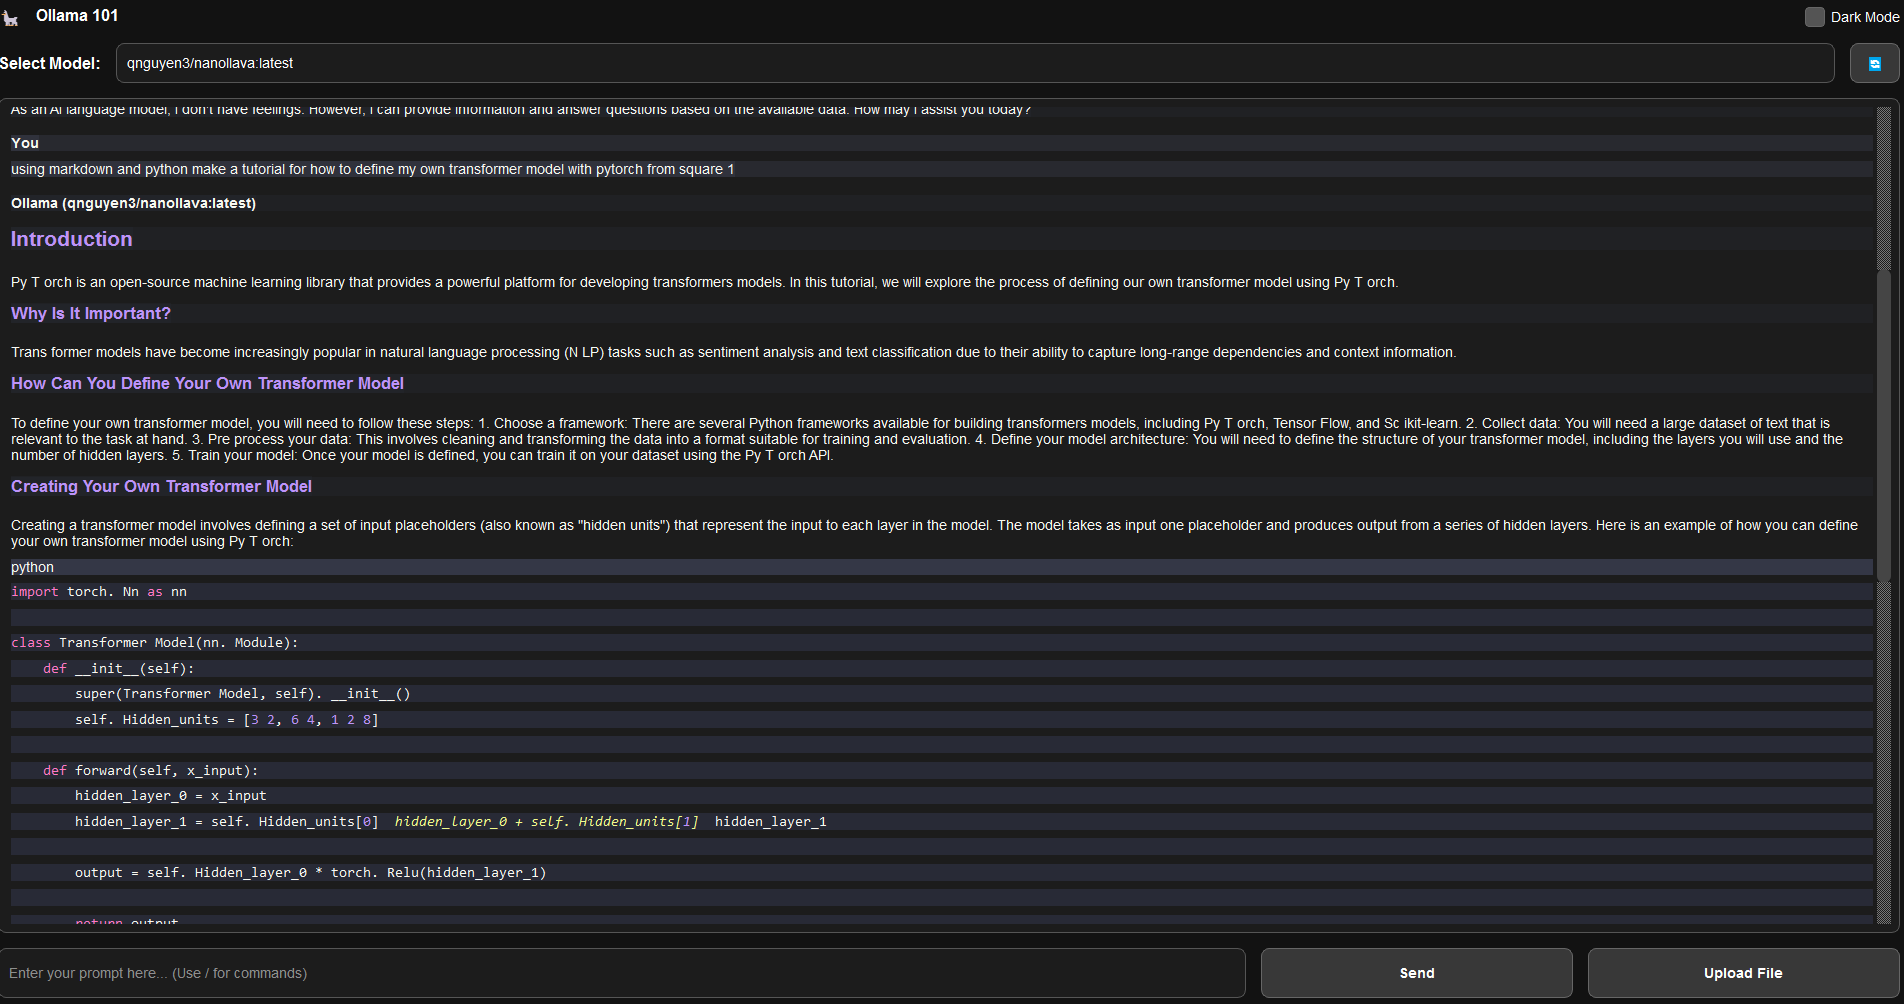 Ollama 101
Dark Mode
Select Model:
qnguyen3/nanollava:latest
As an AI language model, I don't have feelings. However, I can provide information and answer questions based on the available data. How may I assist you today?
You
using markdown and python make a tutorial for how to define my own transformer model with pytorch from square 1
Ollama (qnguyen3/nanollava:latest)
Introduction
Py T orch is an open-source machine learning library that provides a powerful platform for developing transformers models. In this tutorial, we will explore the process of defining our own transformer model using Py T orch.
Why Is It Important?
Trans former models have become increasingly popular in natural language processing (N LP) tasks such as sentiment analysis and text classification due to their ability to capture long-range dependencies and context information.
How Can You Define Your Own Transformer Model
To define your own transformer model, you will need to follow these steps: 1. Choose a framework: There are several Python frameworks available for building transformers models, including Py T orch, Tensor Flow, and Sc ikit-learn. 2. Collect data: You will need a large dataset of text that is
relevant to the task at hand. 3. Pre process your data: This involves cleaning and transforming the data into a format suitable for training and evaluation. 4. Define your model architecture: You will need to define the structure of your transformer model, including the layers you will use and the
number of hidden layers. 5. Train your model: Once your model is defined, you can train it on your dataset using the Py T orch API.
Creating Your Own Transformer Model
Creating a transformer model involves defining a set of input placeholders (also known as "hidden units") that represent the input to each layer in the model. The model takes as input one placeholder and produces output from a series of hidden layers. Here is an example of how you can define
your own transformer model using Py T orch:
python
import torch. Nn as nn
class Transformer Model(nn. Module):
    def __init__(self):
        super(Transformer Model, self). __init__()
        self. Hidden_units = [3 2, 6 4, 1 2 8]
    def forward(self, x_input):
        hidden_layer_0 = x_input
        hidden_layer_1 = self. Hidden_units[0]  hidden_layer_0 + self. Hidden_units[1]  hidden_layer_1
        output = self. Hidden_layer_0 * torch. Relu(hidden_layer_1)
        return output
Enter your prompt here... (Use / for commands)
Send
Upload File